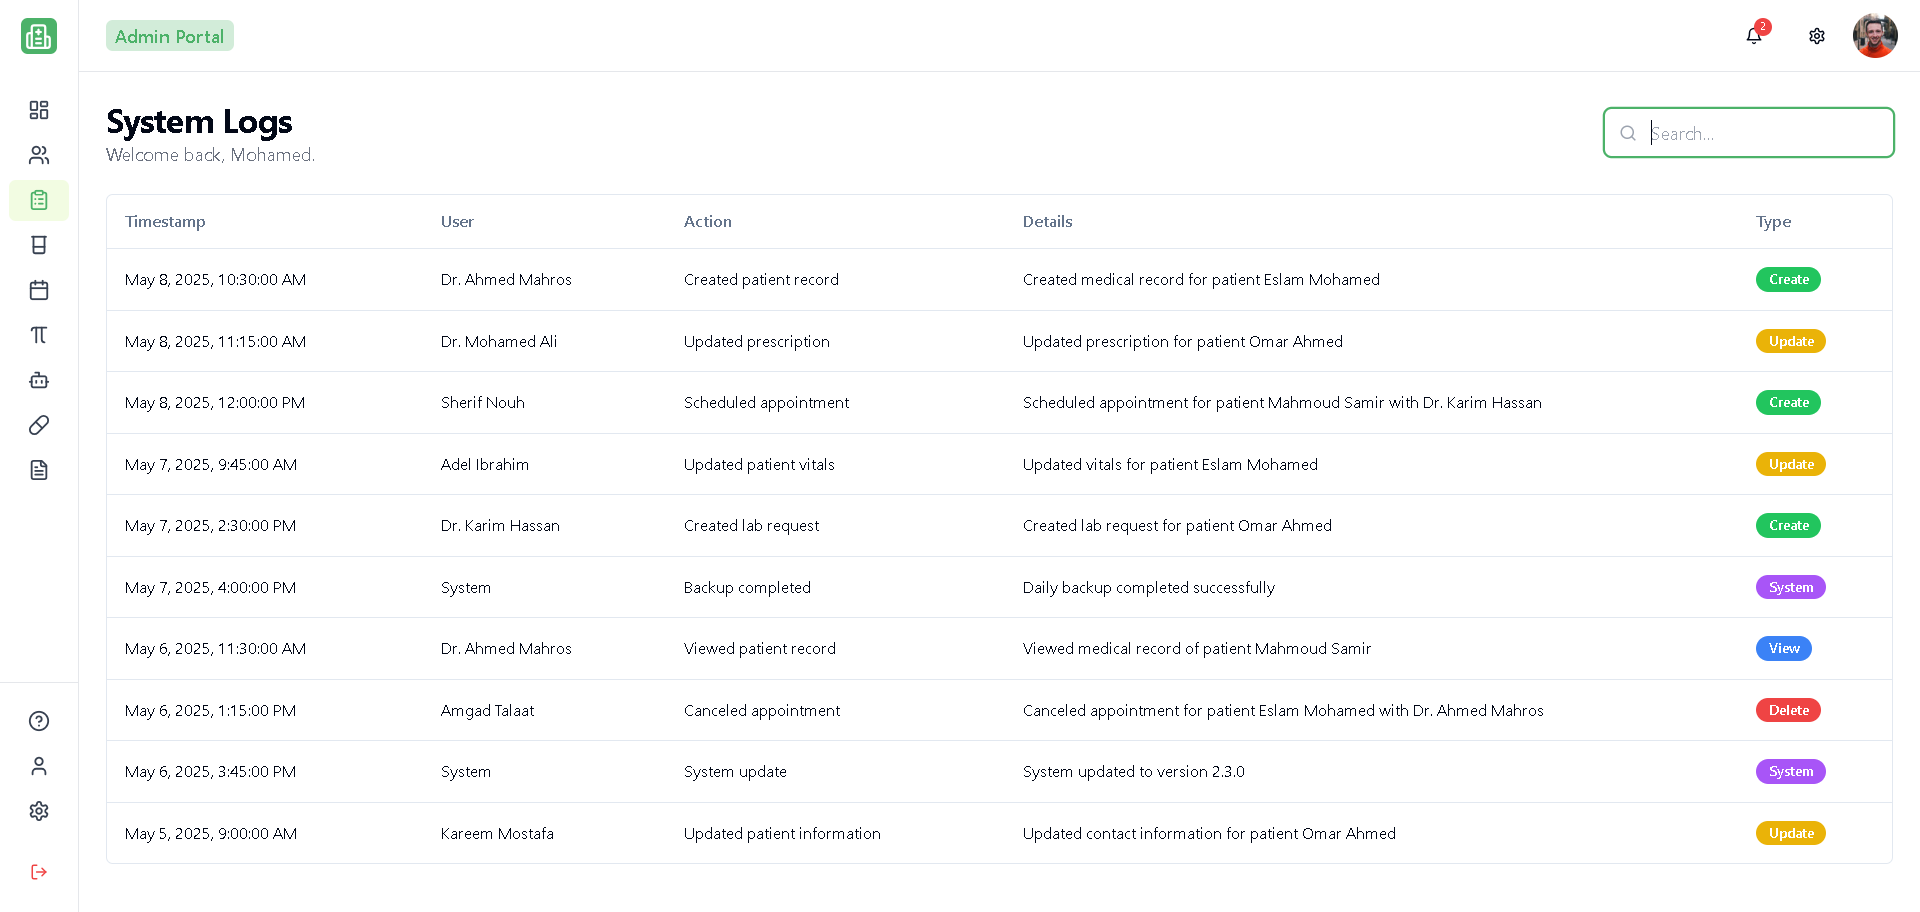 Admin Portal
2
System Logs
Welcome back, Mohamed.
Search...
Timestamp User Action Details Type
May 8, 2025, 10:30:00 AM Dr. Ahmed Mahros Created patient record Created medical record for patient Eslam Mohamed Create
May 8, 2025, 11:15:00 AM Dr. Mohamed Ali Updated prescription Updated prescription for patient Omar Ahmed Update
May 8, 2025, 12:00:00 PM Sherif Nouh Scheduled appointment Scheduled appointment for patient Mahmoud Samir with Dr. Karim Hassan Create
May 7, 2025, 9:45:00 AM Adel Ibrahim Updated patient vitals Updated vitals for patient Eslam Mohamed Update
May 7, 2025, 2:30:00 PM Dr. Karim Hassan Created lab request Created lab request for patient Omar Ahmed Create
May 7, 2025, 4:00:00 PM System Backup completed Daily backup completed successfully System
May 6, 2025, 11:30:00 AM Dr. Ahmed Mahros Viewed patient record Viewed medical record of patient Mahmoud Samir View
May 6, 2025, 1:15:00 PM Amgad Talaat Canceled appointment Canceled appointment for patient Eslam Mohamed with Dr. Ahmed Mahros Delete
May 6, 2025, 3:45:00 PM System System update System updated to version 2.3.0 System
May 5, 2025, 9:00:00 AM Kareem Mostafa Updated patient information Updated contact information for patient Omar Ahmed Update